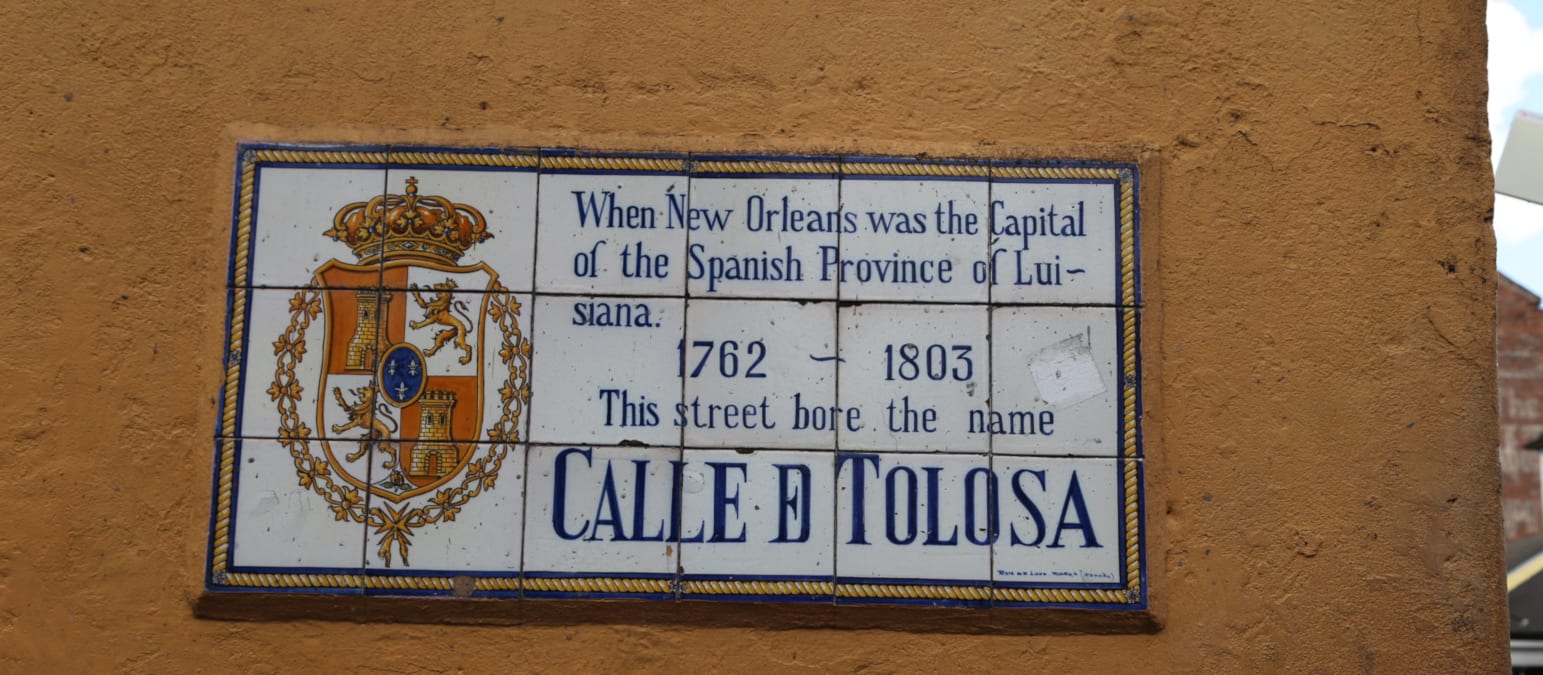 When New Orleans was the Capital
of the Spanish Province of Lui~
siana.
1762 ~ 1803
This street bore the name
CALLE D TOLOSA